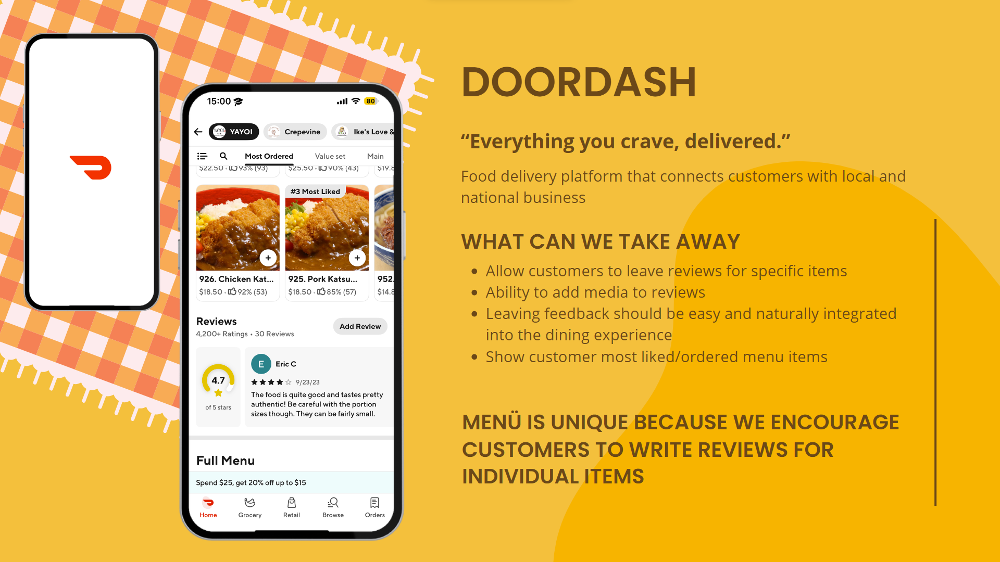 DOORDASH
“Everything you crave, delivered.”
Food delivery platform that connects customers with local and
national business
WHAT CAN WE TAKE AWAY
• Allow customers to leave reviews for specific items
• Ability to add media to reviews
• Leaving feedback should be easy and naturally integrated
into the dining experience
• Show customer most liked/ordered menu items
MENÜ IS UNIQUE BECAUSE WE ENCOURAGE
CUSTOMERS TO WRITE REVIEWS FOR
INDIVIDUAL ITEMS
15:00
80
YAYOI
Crepevine
Ike's Love &
Most Ordered
Value set
Main
$22.50 • 93% (93)
$25.50 • 90% (43)
$19.8
#3 Most Liked
926. Chicken Kat...
925. Pork Katsu...
952.
$18.50 • 92% (53)
$18.50 • 85% (57)
$14.8
Reviews
4,200+ Ratings • 30 Reviews
Add Review
4.7
of 5 stars
E
Eric C
9/23/23
The food is quite good and tastes pretty
authentic! Be careful with the portion
sizes though. They can be fairly small.
Full Menu
Spend $25, get 20% off up to $15
Home
Grocery
Retail
Browse
Orders